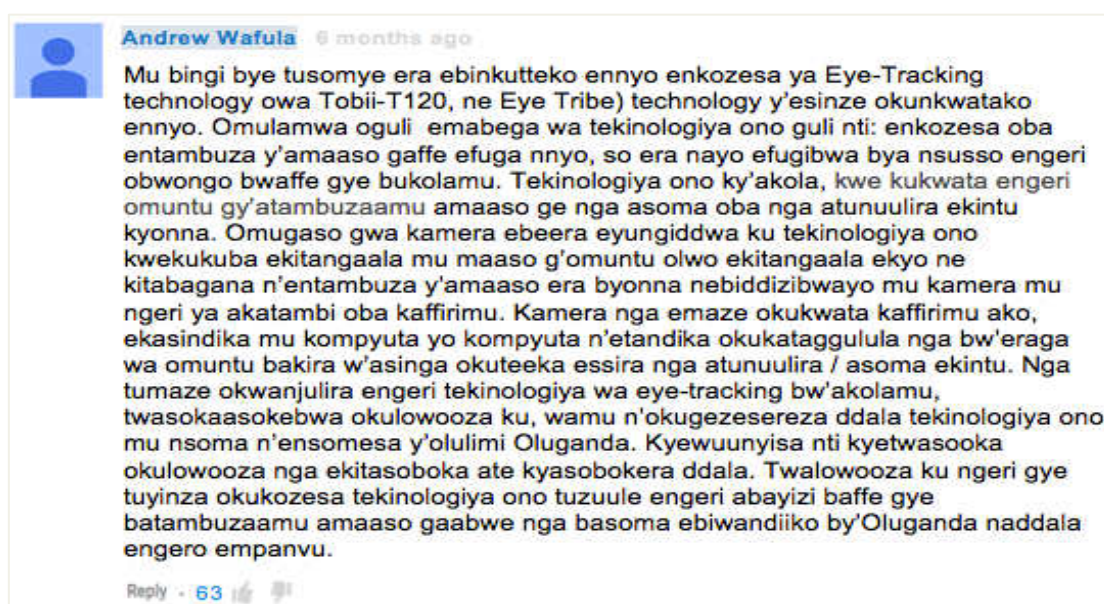 Andrew Wafula 6 months ago
Mu bingi bye tusomye era ebinkutteko ennyo enkozesa ya Eye-Tracking
technology owa Tobii-T120, ne Eye Tribe) technology y'esinze okunkwatako
ennyo. Omulamwa oguli emabega wa tekinologiya ono guli nti: enkozesa oba
entambuza y'amaaso gaffe efuga nnyo, so era nayo efugibwa bya nsusso engeri
obwongo bwaffe gye bukolamu. Tekinologiya ono ky'akola, kwe kukwata engeri
omuntu gy'atambuzaamu amaaso ge nga asoma oba nga atunuulira ekintu
kyonna. Omugaso gwa kamera ebeera eyungiddwa ku tekinologiya ono
kwekukuba ekitangaala mu maaso g'omuntu olwo ekitangaala ekyo ne
kitabagana n'entambuza y'amaaso era byonna nebiddizibwayo mu kamera mu
ngeri ya akatambi oba kaffirimu. Kamera nga emaze okukwata kaffirimu ako,
ekasindika mu kompyuta yo kompyuta n'etandika okukataggulula nga bw'eraga
wa omuntu bakira w'asinga okuteeka essira nga atunuulira / asoma ekintu. Nga
tumaze okwanjulira engeri tekinologiya wa eye-tracking bw'akolamu,
twasokaasokebwa okulowooza ku, wamu n'okugezesereza ddala tekinologiya ono
mu nsoma n'ensomesa y'olulimi Oluganda. Kyewuunyisa nti kyetwasooka
okulowooza nga ekitasoboka ate kyasobokera ddala. Twalowooza ku ngeri gye
tuyinza okukozesa tekinologiya ono tuzuule engeri abayizi baffe gye
batambuzaamu amaaso gaabwe nga basoma ebiwandiiko by'Oluganda naddala
engero empanvu.
Reply - 63